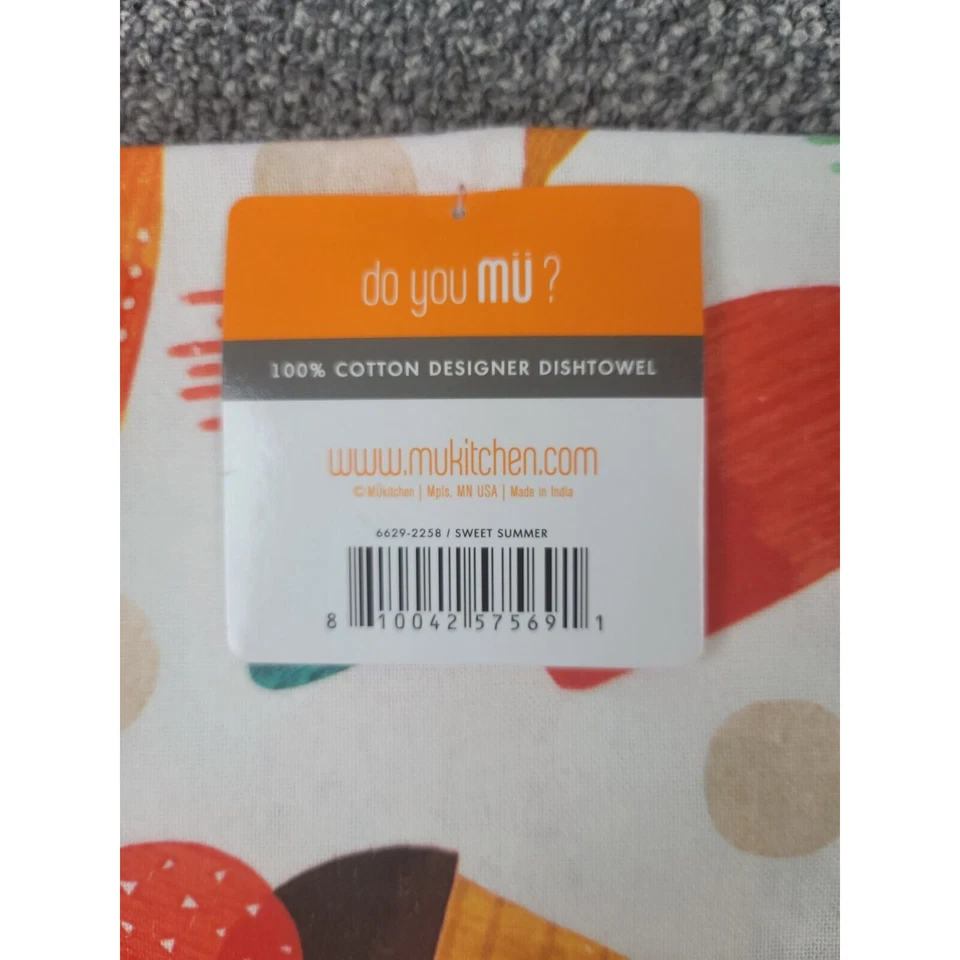 do you mü ?
100% COTTON DESIGNER DISHTOWEL
www.mukitchen.com
© MÜkitchen | Mpls, MN USA | Made in India
6629-2258 / SWEET SUMMER
8 10042 57569 1